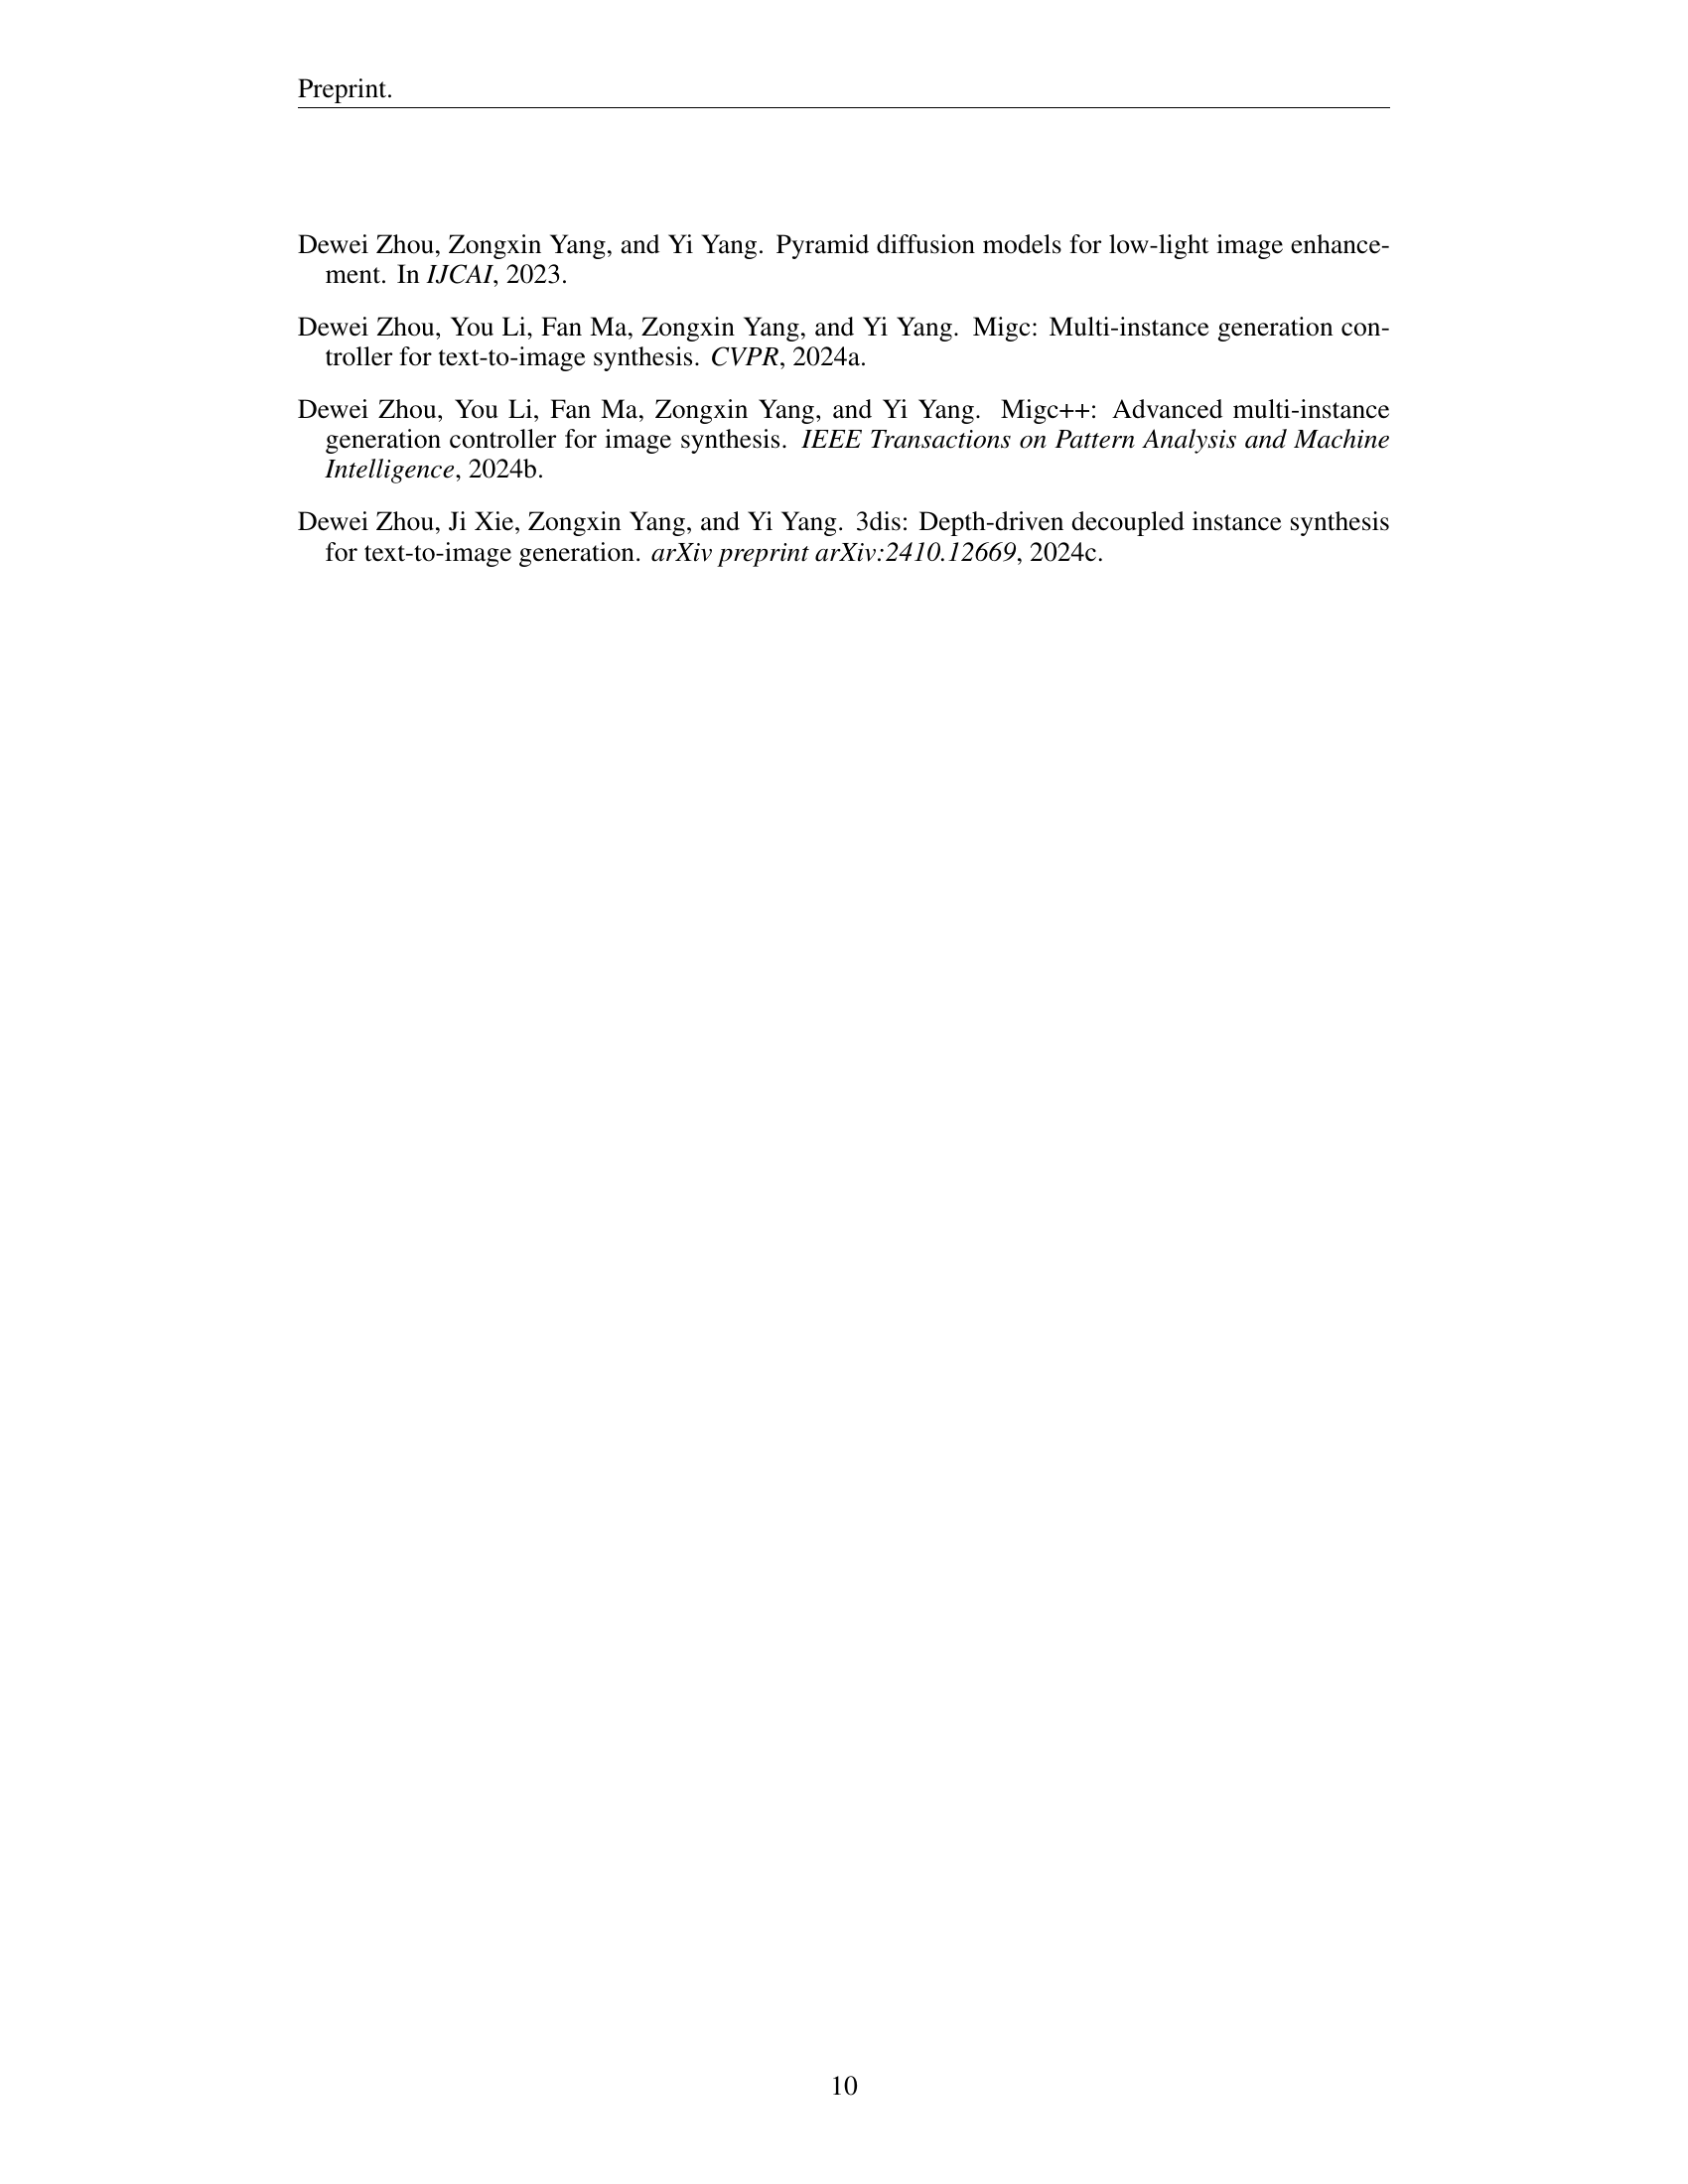 Preprint.
Dewei Zhou, Zongxin Yang, and Yi Yang. Pyramid diffusion models for low-light image enhance-
ment. In IJCAI, 2023.
Dewei Zhou, You Li, Fan Ma, Zongxin Yang, and Yi Yang. Migc: Multi-instance generation con-
troller for text-to-image synthesis. CVPR, 2024a.
Dewei Zhou, You Li, Fan Ma, Zongxin Yang, and Yi Yang. Migc++: Advanced multi-instance
generation controller for image synthesis. IEEE Transactions on Pattern Analysis and Machine
Intelligence, 2024b.
Dewei Zhou, Ji Xie, Zongxin Yang, and Yi Yang. 3dis: Depth-driven decoupled instance synthesis
for text-to-image generation. arXiv preprint arXiv:2410.12669, 2024c.
10